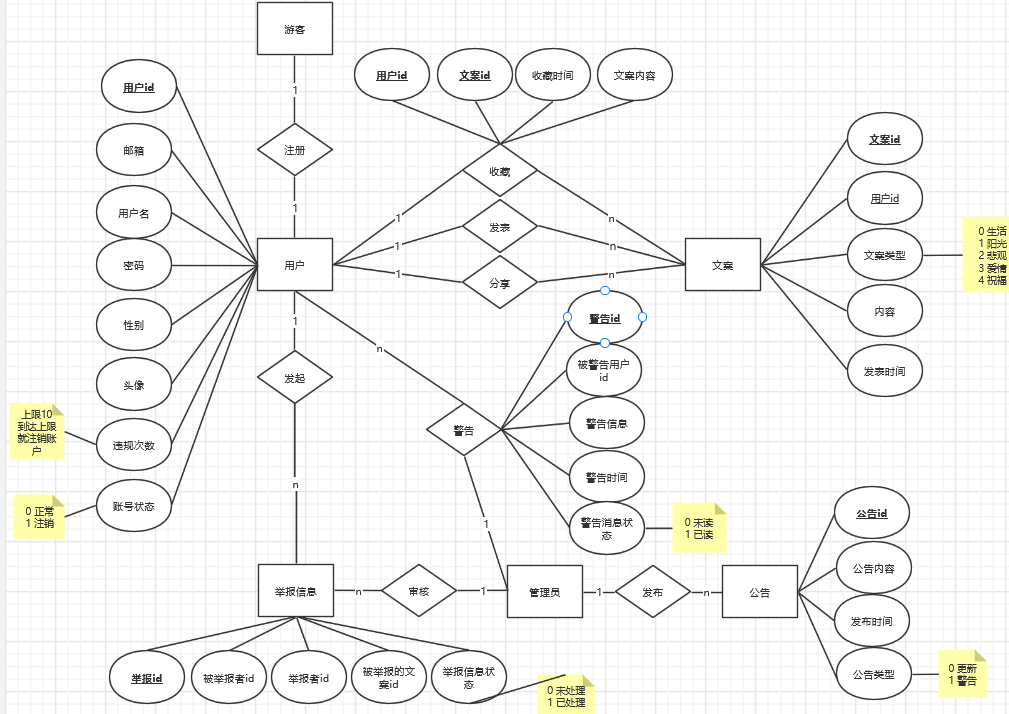 游客
1
注册
1
用户id
文案id
收藏时间
文案内容
用户id
邮箱
用户名
密码
性别
头像
违规次数
账号状态
上限10
到达上限
就注销账
户
0 正常
1 注销
用户
1
收藏
n
1
发表
n
1
分享
n
文案
文案id
用户id
文案类型
内容
发表时间
0 生活
1 阳光
2 悲观
3 爱情
4 祝福
1
发起
n
n
警告
1
警告id
被警告用户
id
警告信息
警告时间
警告消息状
态
0 未读
1 已读
举报信息
n
审核
1
管理员
1
发布
n
公告
公告id
公告内容
发布时间
公告类型
0 更新
1 警告
举报id
被举报者id
举报者id
被举报的文
案id
举报信息状
态
0 未处理
1 已处理